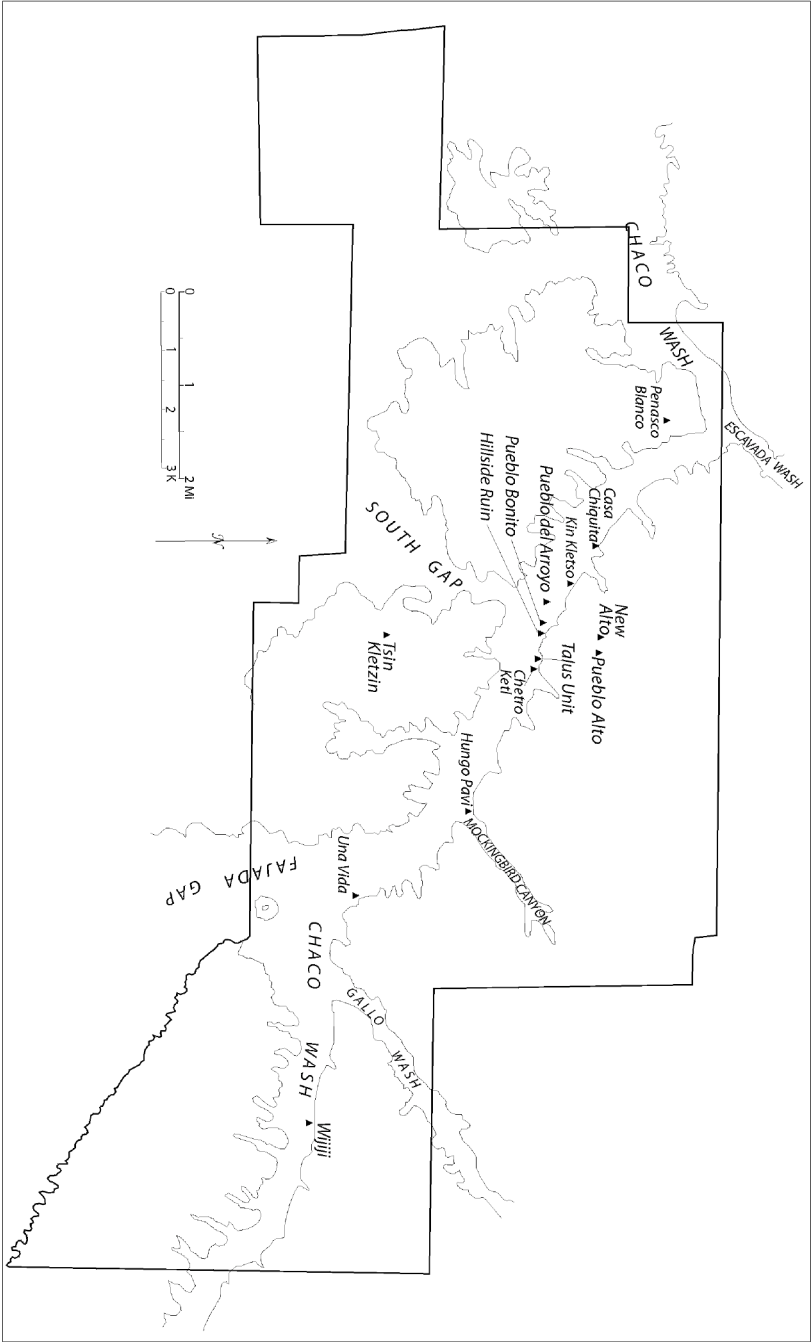 CHACO
WASH
ESCAVADA WASH
Penasco
Blanco
Casa
Chiquita
Kin Kletso
New
Alto
Pueblo Alto
Pueblo del Arroyo
Pueblo Bonito
Hillside Ruin
Talus Unit
Chetro
Ketl
SOUTH GAP
Tsin
Kletzin
Hungo Pavi
MOCKINGBIRD CANYON
Una Vida
FAJADA GAP
CHACO
WASH
GALLO
WASH
Wijiji
0 1 2 Mi
0 1 2 3 K
N